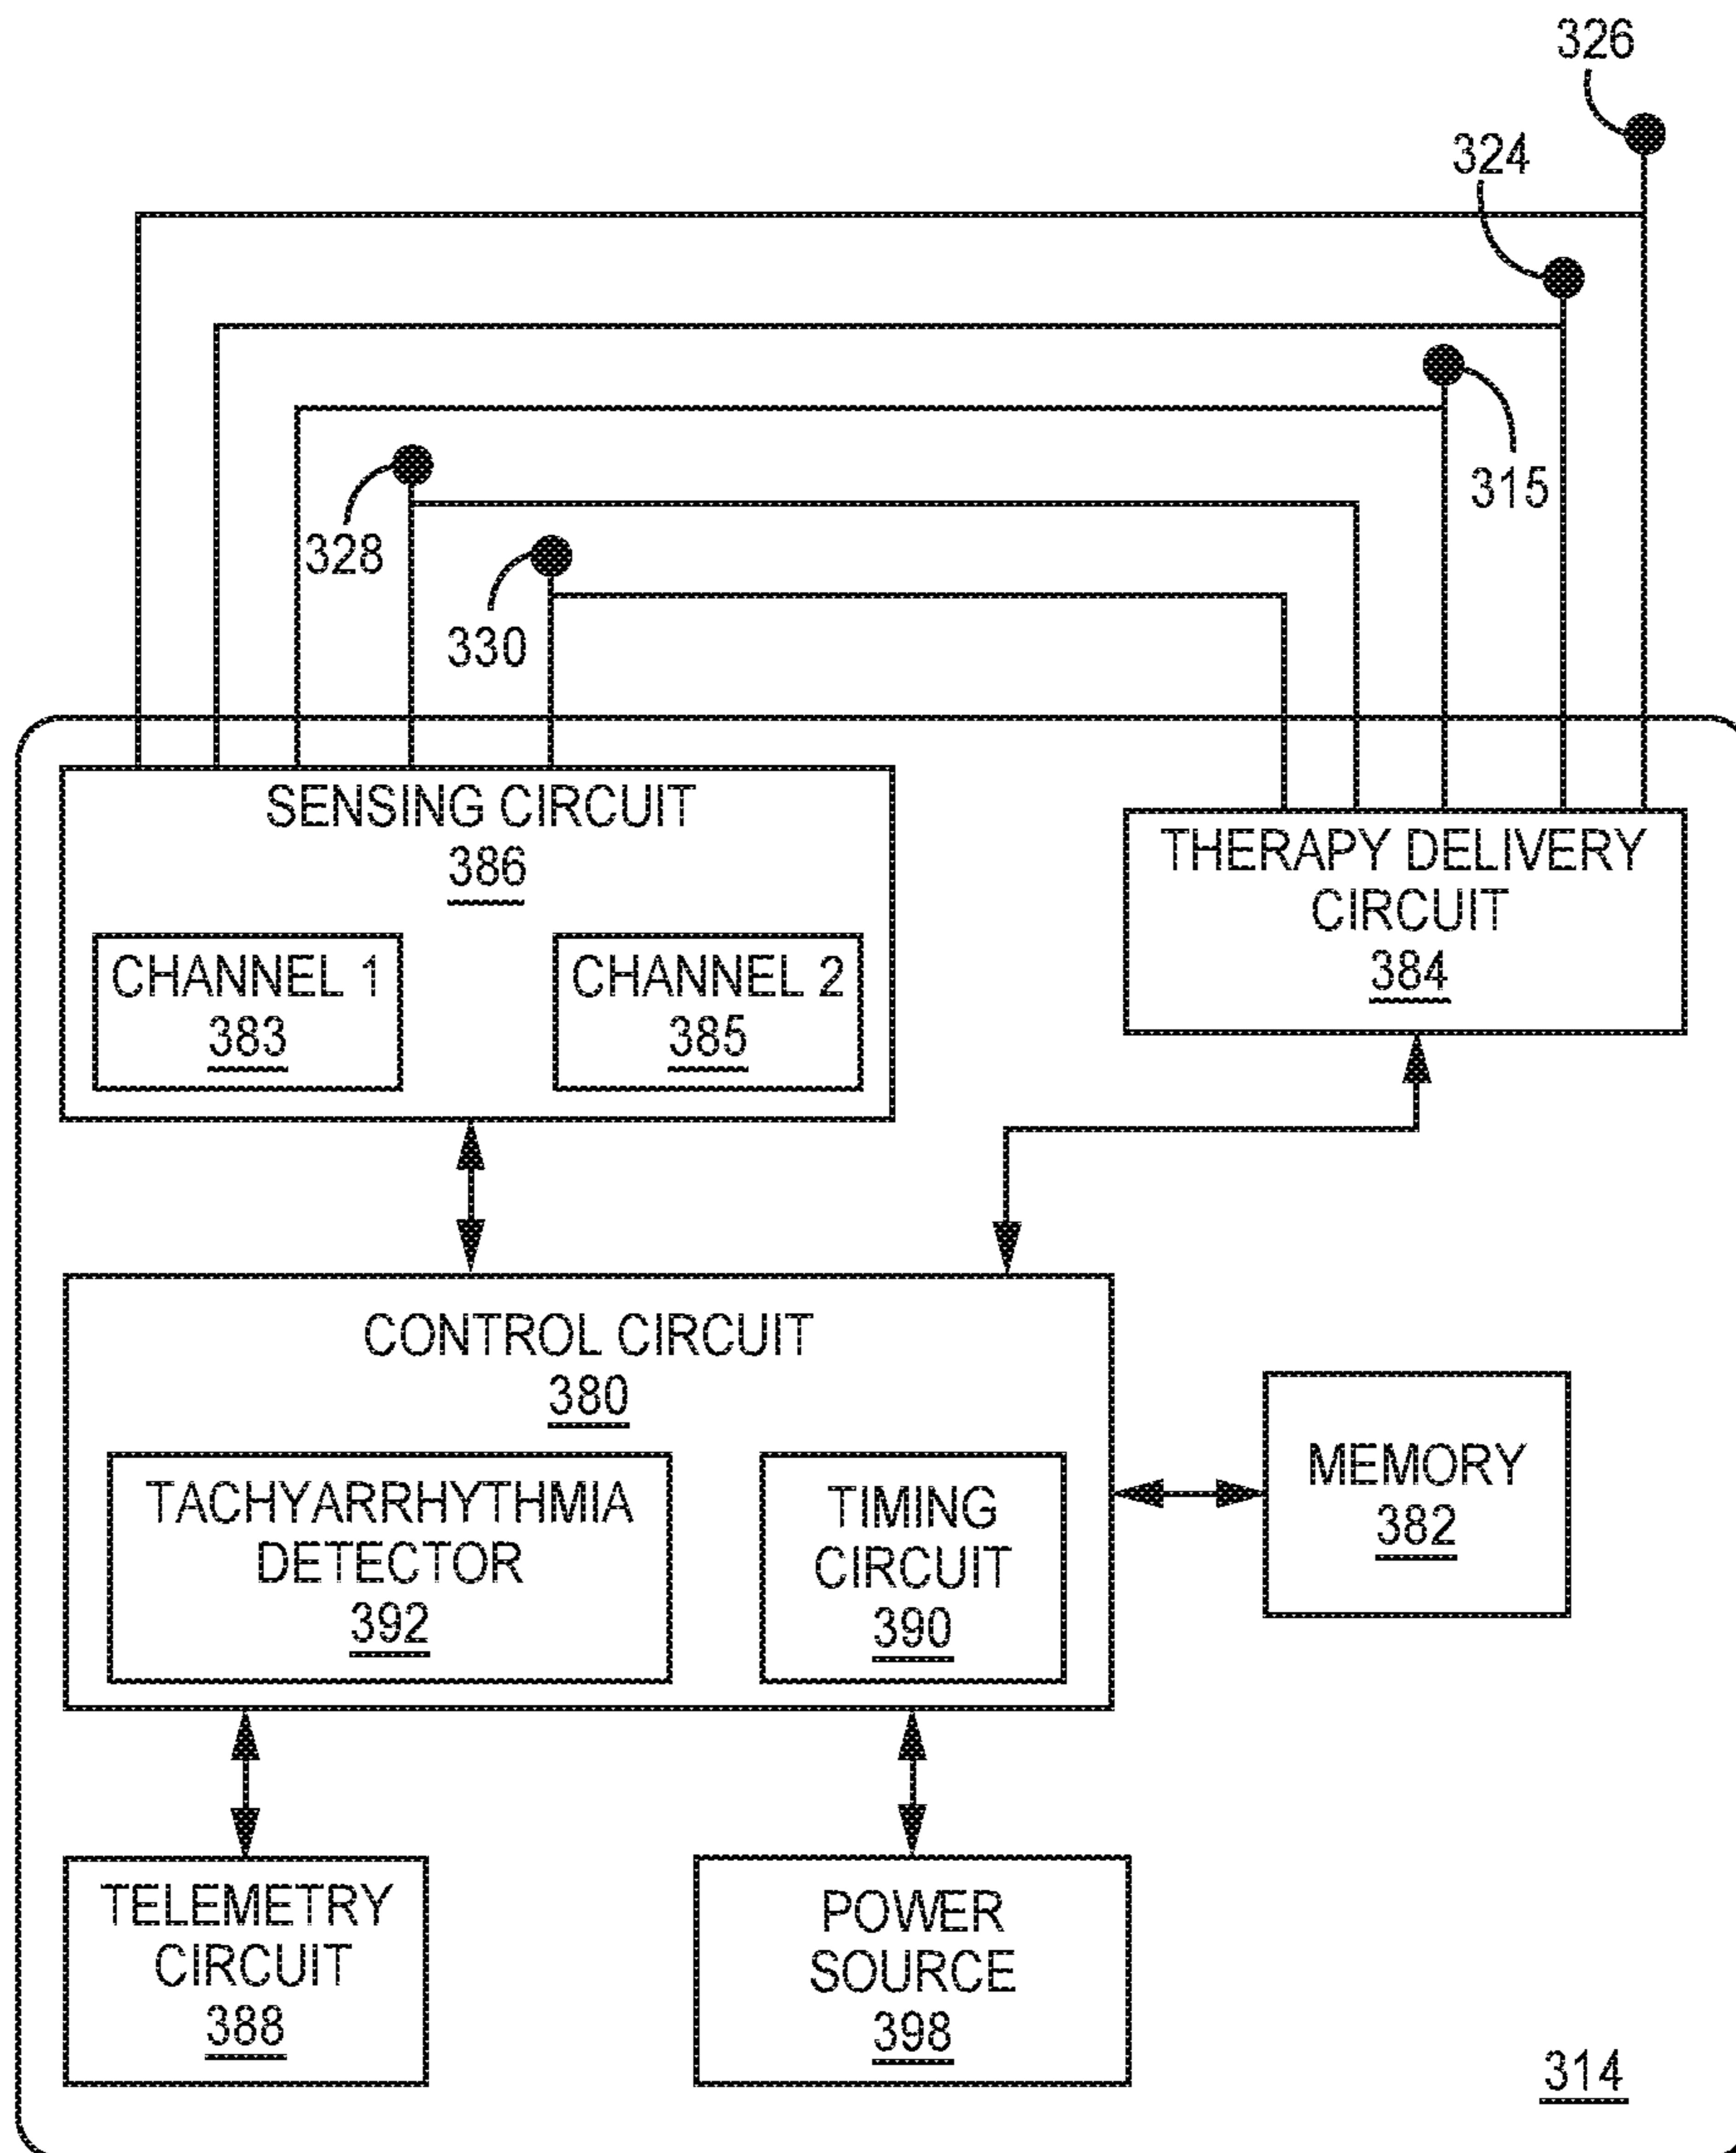 326
324
315
328
330
SENSING CIRCUIT
386
CHANNEL 1
383
CHANNEL 2
385
THERAPY DELIVERY
CIRCUIT
384
CONTROL CIRCUIT
380
TACHYARRHYTHMIA
DETECTOR
392
TIMING
CIRCUIT
390
MEMORY
382
TELEMETRY
CIRCUIT
388
POWER
SOURCE
398
314